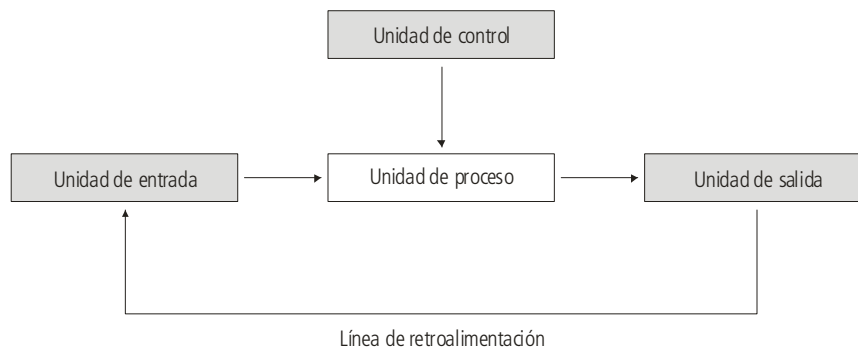 Unidad de control
Unidad de entrada
Unidad de proceso
Unidad de salida
Línea de retroalimentación